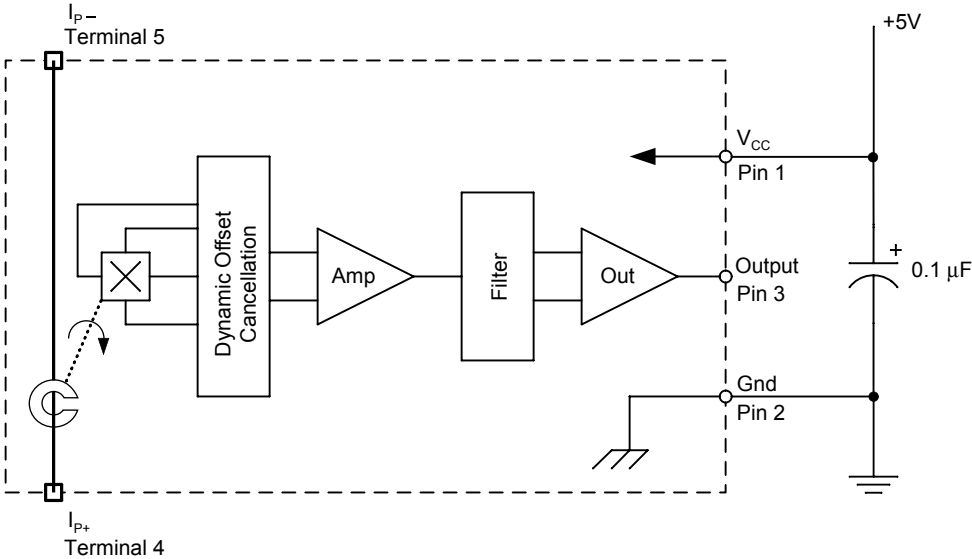 IP–
Terminal 5
+5V
VCC
Pin 1
Dynamic Offset
Cancellation
Amp
Filter
Out
Output
Pin 3
+
0.1 µF
Gnd
Pin 2
IP+
Terminal 4